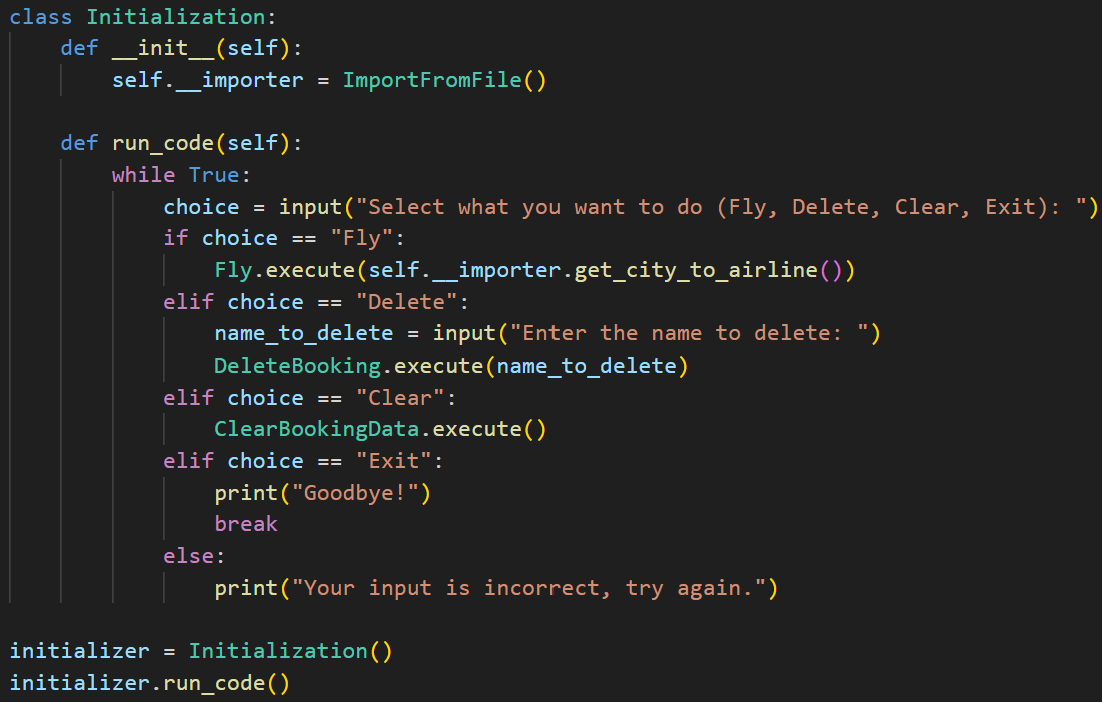 class Initialization:
    def __init__(self):
        self.__importer = ImportFromFile()

    def run_code(self):
        while True:
            choice = input("Select what you want to do (Fly, Delete, Clear, Exit): ")
            if choice == "Fly":
                Fly.execute(self.__importer.get_city_to_airline())
            elif choice == "Delete":
                name_to_delete = input("Enter the name to delete: ")
                DeleteBooking.execute(name_to_delete)
            elif choice == "Clear":
                ClearBookingData.execute()
            elif choice == "Exit":
                print("Goodbye!")
                break
            else:
                print("Your input is incorrect, try again.")

initializer = Initialization()
initializer.run_code()